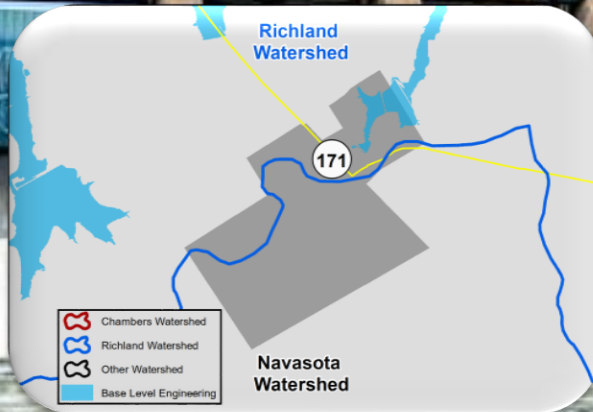 Richland
Watershed
171
Chambers Watershed
Richland Watershed
Other Watershed
Base Level Engineering
Navasota
Watershed